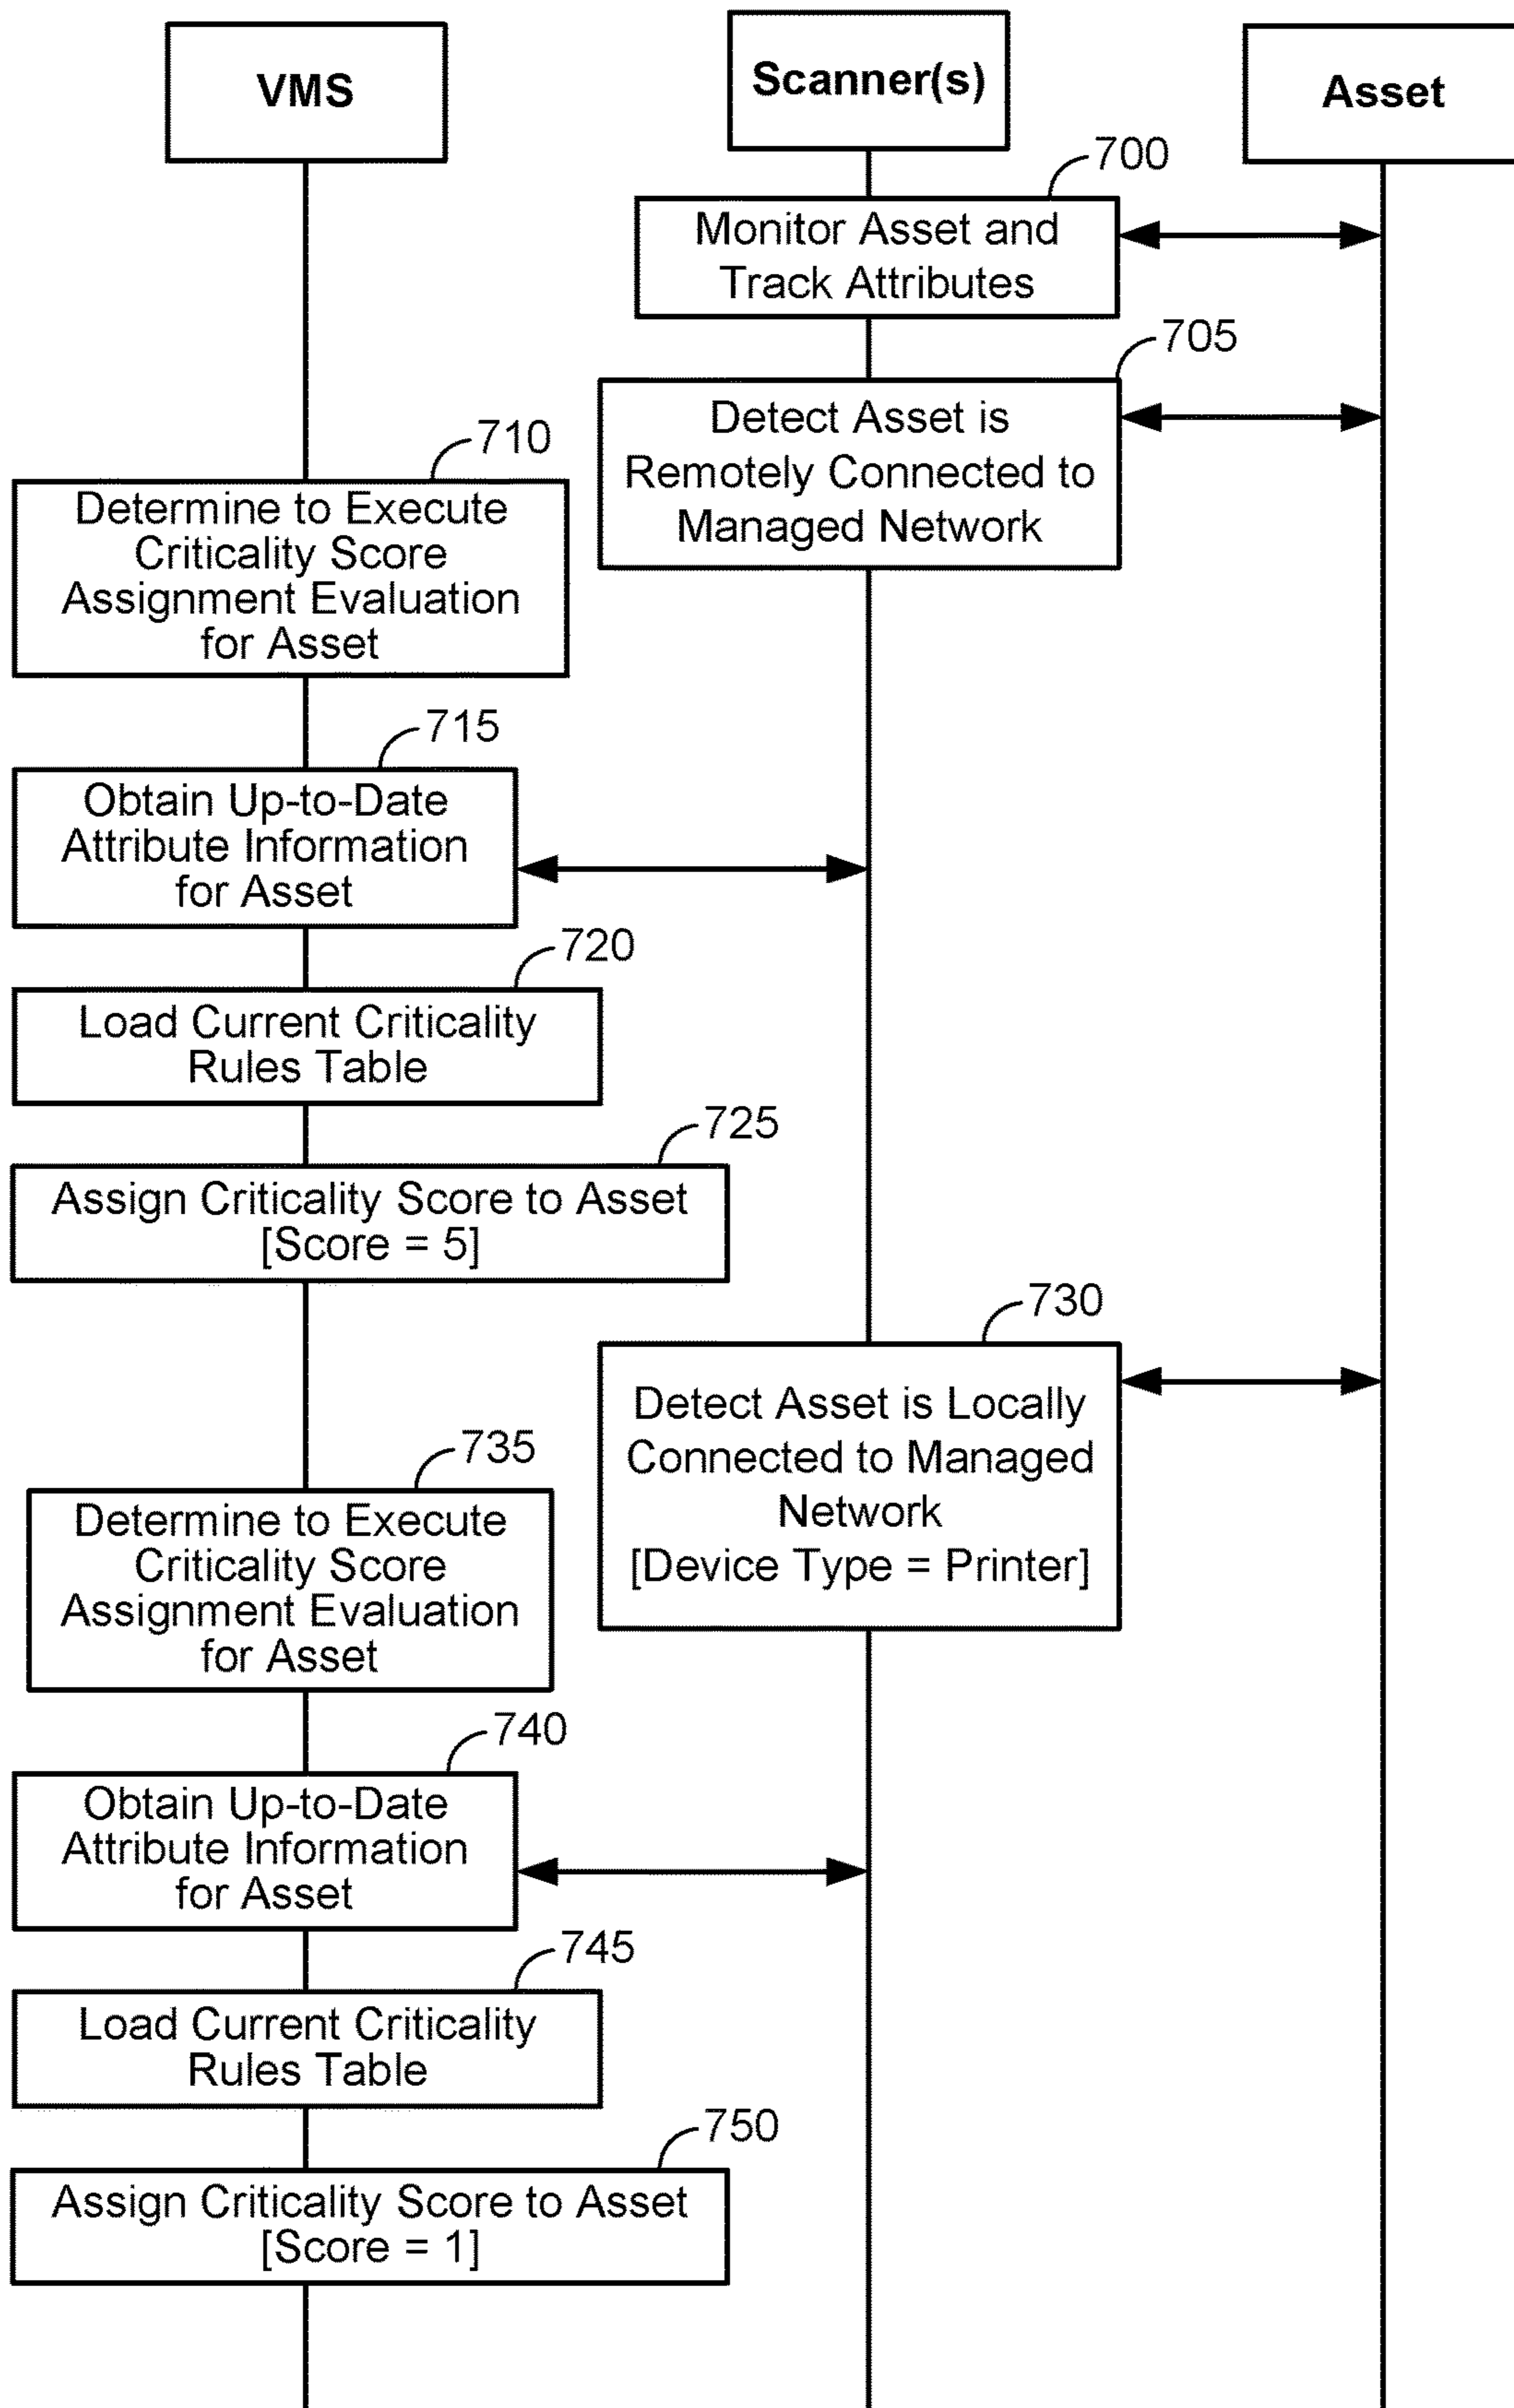 VMS
Scanner(s)
Asset
700
Monitor Asset and
Track Attributes
705
Detect Asset is
Remotely Connected to
Managed Network
710
Determine to Execute
Criticality Score
Assignment Evaluation
for Asset
715
Obtain Up-to-Date
Attribute Information
for Asset
720
Load Current Criticality
Rules Table
725
Assign Criticality Score to Asset
[Score = 5]
730
Detect Asset is Locally
Connected to Managed
Network
[Device Type = Printer]
735
Determine to Execute
Criticality Score
Assignment Evaluation
for Asset
740
Obtain Up-to-Date
Attribute Information
for Asset
745
Load Current Criticality
Rules Table
750
Assign Criticality Score to Asset
[Score = 1]